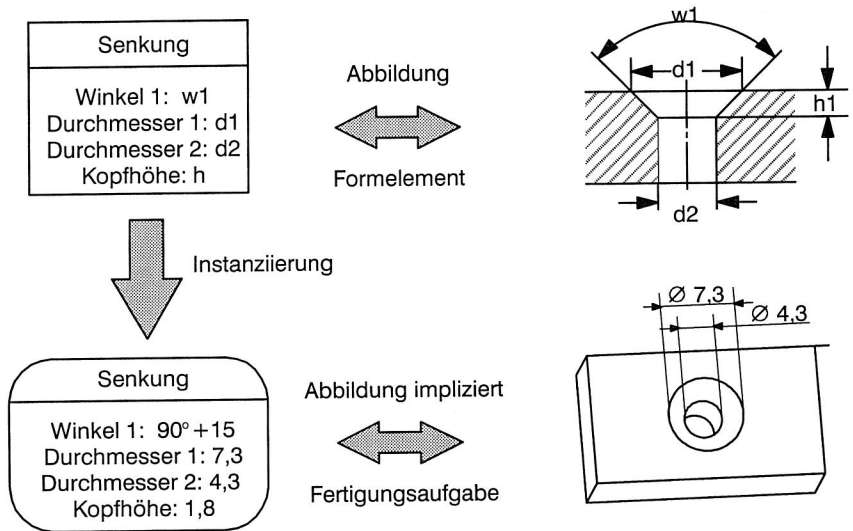 Senkung
Winkel 1: w1
Durchmesser 1: d1
Durchmesser 2: d2
Kopfhöhe: h
Abbildung
Formelement
w1
d1
h1
d2
Instanziierung
Senkung
Winkel 1: 90°+15
Durchmesser 1: 7,3
Durchmesser 2: 4,3
Kopfhöhe: 1,8
Abbildung impliziert
Fertigungsaufgabe
Ø 7,3
Ø 4,3